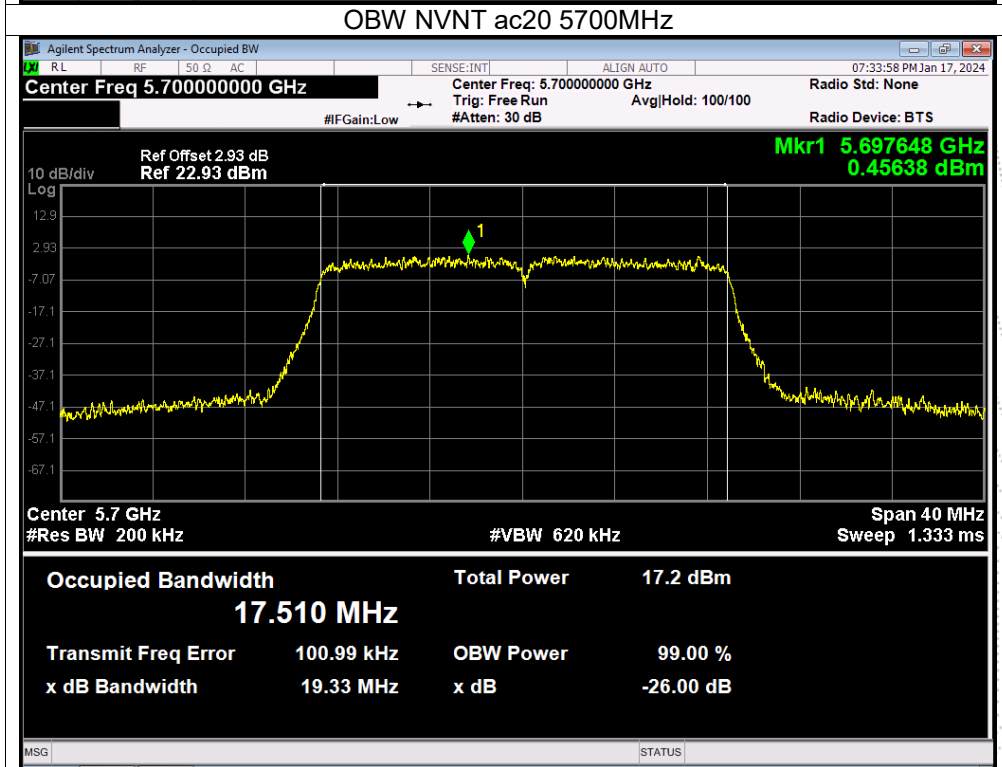 OBW NVNT ac20 5700MHz
Agilent Spectrum Analyzer - Occupied BW
LXI RL RF 50 Ω AC SENSE:INT ALIGN AUTO 07:33:58 PM Jan 17, 2024
Center Freq 5.700000000 GHz Center Freq: 5.700000000 GHz Radio Std: None
Trig: Free Run Avg|Hold: 100/100
#IFGain:Low #Atten: 30 dB Radio Device: BTS
Mkr1 5.697648 GHz
0.45638 dBm
Ref Offset 2.93 dB
10 dB/div Ref 22.93 dBm
Log
12.9
1
2.93
-7.07
-17.1
-27.1
-37.1
-47.1
-57.1
-67.1
Center 5.7 GHz Span 40 MHz
#Res BW 200 kHz #VBW 620 kHz Sweep 1.333 ms
Occupied Bandwidth Total Power 17.2 dBm
17.510 MHz
Transmit Freq Error 100.99 kHz OBW Power 99.00 %
x dB Bandwidth 19.33 MHz x dB -26.00 dB
MSG STATUS